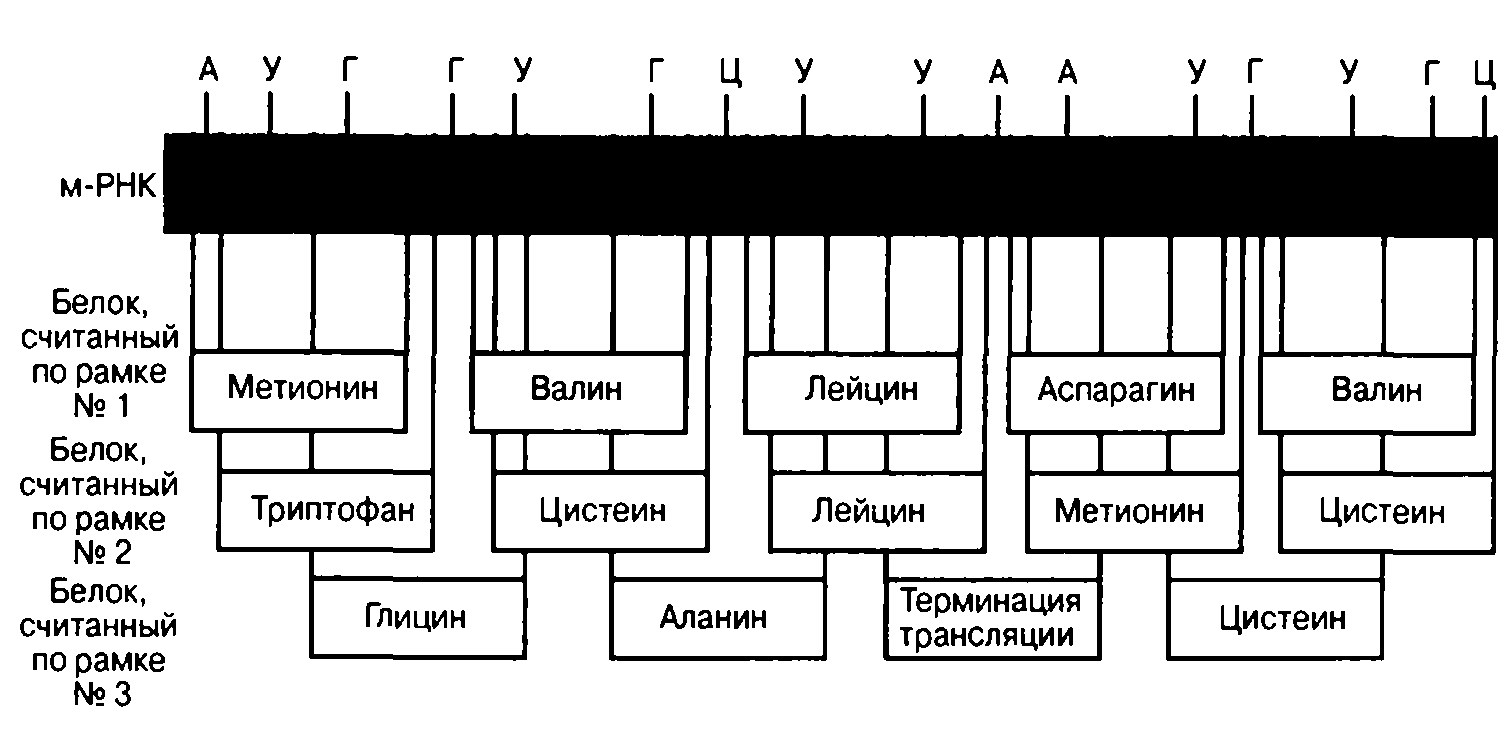 А У Г Г У Г Ц У У А А У Г У Г Ц
м-РНК
Белок,
считанный
по рамке
№ 1
Метионин Валин Лейцин Аспарагин Валин
Белок,
считанный
по рамке
№ 2
Триптофан Цистеин Лейцин Метионин Цистеин
Белок,
считанный
по рамке
№ 3
Глицин Аланин Терминация
трансляции Цистеин